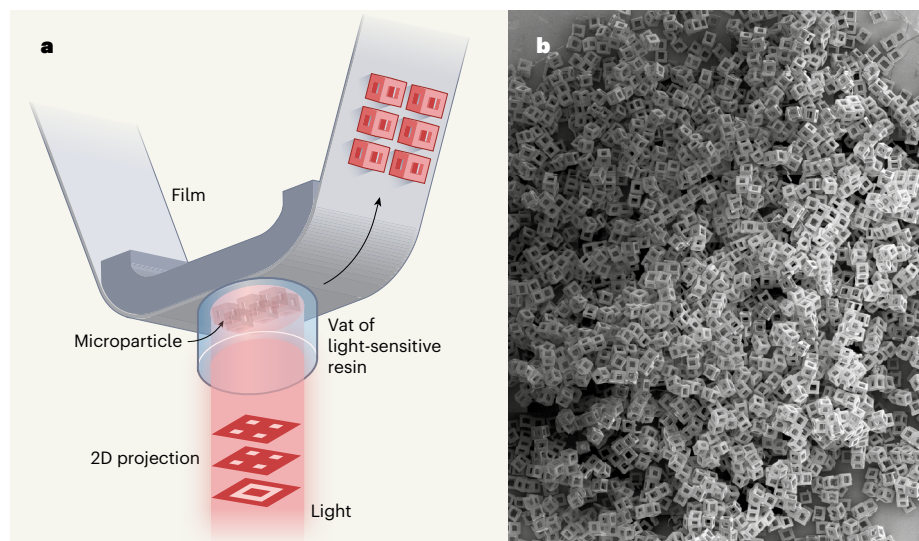 a
b
Film
Microparticle
Vat of
light-sensitive
resin
2D projection
Light